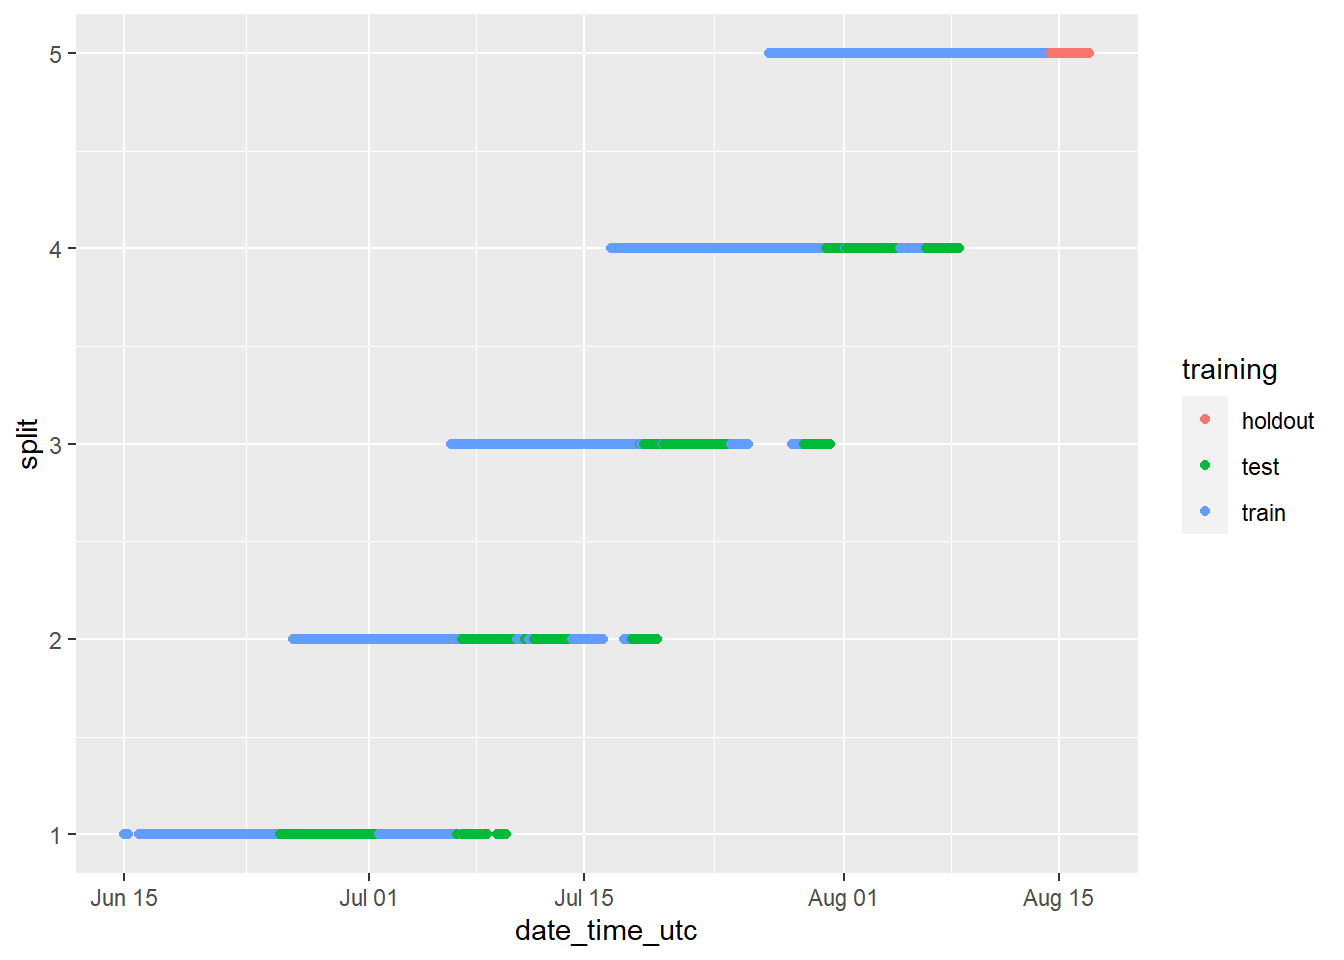 5
4
3
2
1
split
Jun 15
Jul 01
Jul 15
Aug 01
Aug 15
date_time_utc
training
holdout
test
train